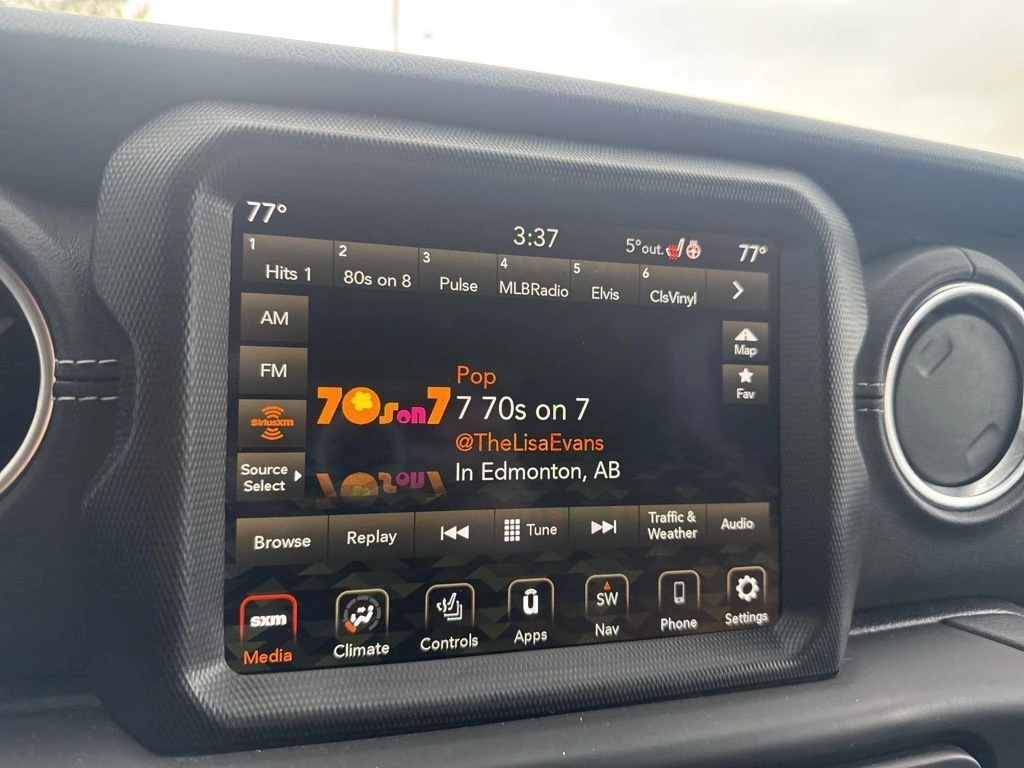 77°
3:37
5°out.
77°
1 Hits 1
2 80s on 8
3 Pulse
4 MLBRadio
5 Elvis
6 ClsVinyl
AM
FM
SiriusXM
Source
Select
70s on 7
Pop
7 70s on 7
@TheLisaEvans
In Edmonton, AB
Map
Fav
Browse
Replay
Tune
Traffic &
Weather
Audio
sxm
Media
Climate
Controls
Apps
SW
Nav
Phone
Settings